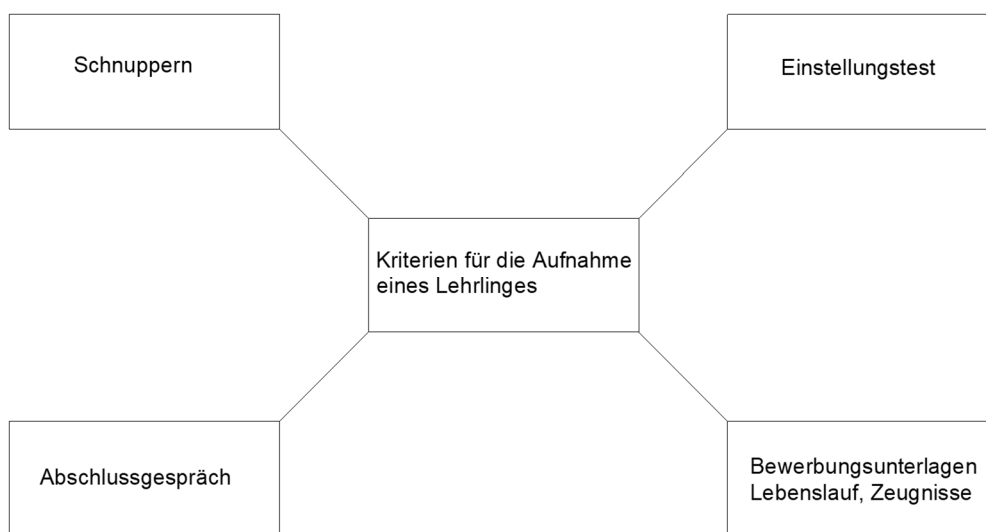 Schnuppern
Einstellungstest
Kriterien für die Aufnahme
eines Lehrlinges
Abschlussgespräch
Bewerbungsunterlagen
Lebenslauf, Zeugnisse